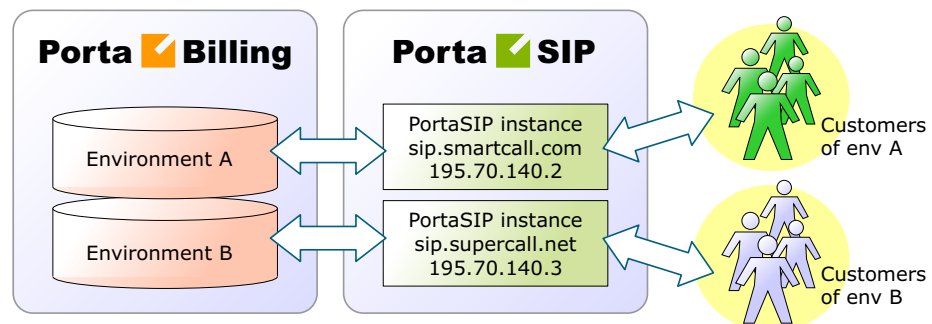 Porta Billing
Porta SIP
Environment A
Environment B
PortaSIP instance
sip.smartcall.com
195.70.140.2
PortaSIP instance
sip.supercall.net
195.70.140.3
Customers
of env A
Customers
of env B